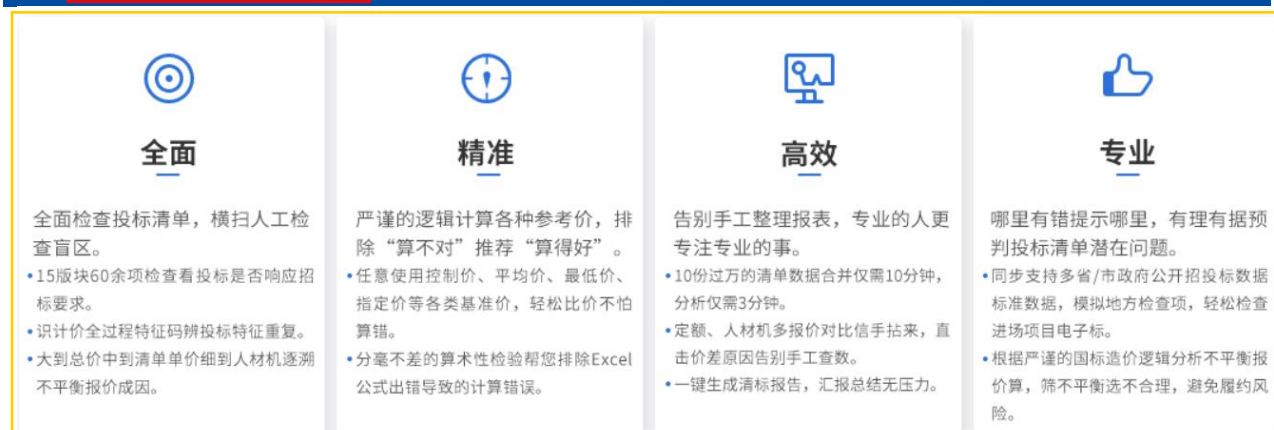 全面
全面检查投标清单，横扫人工检
查盲区。
•15版块60余项检查看投标是否响应招
标要求。
•识计价全过程特征码辨投标特征重复。
•大到总价中到清单单价细到人材机逐溯
不平衡报价成因。
精准
严谨的逻辑计算各种参考价，排
除“算不对”推荐“算得好”。
•任意使用控制价、平均价、最低价、
指定价等各类基准价，轻松比价不怕
算错。
•分毫不差的算术性检验帮您排除Excel
公式出错导致的计算错误。
高效
告别手工整理报表，专业的人更
专注专业的事。
•10份过万的清单数据合并仅需10分钟，
分析仅需3分钟。
•定额、人材机多报价对比信手拈来，直
击价差原因告别手工查数。
•一键生成清标报告，汇报总结无压力。
专业
哪里有错提示哪里，有理有据预
判投标清单潜在问题。
•同步支持多省/市政府公开招投标数据
标准数据，模拟地方检查项，轻松检查
进场项目电子标。
•根据严谨的国标造价逻辑分析不平衡报
价算，筛不平衡选不合理，避免履约风
险。